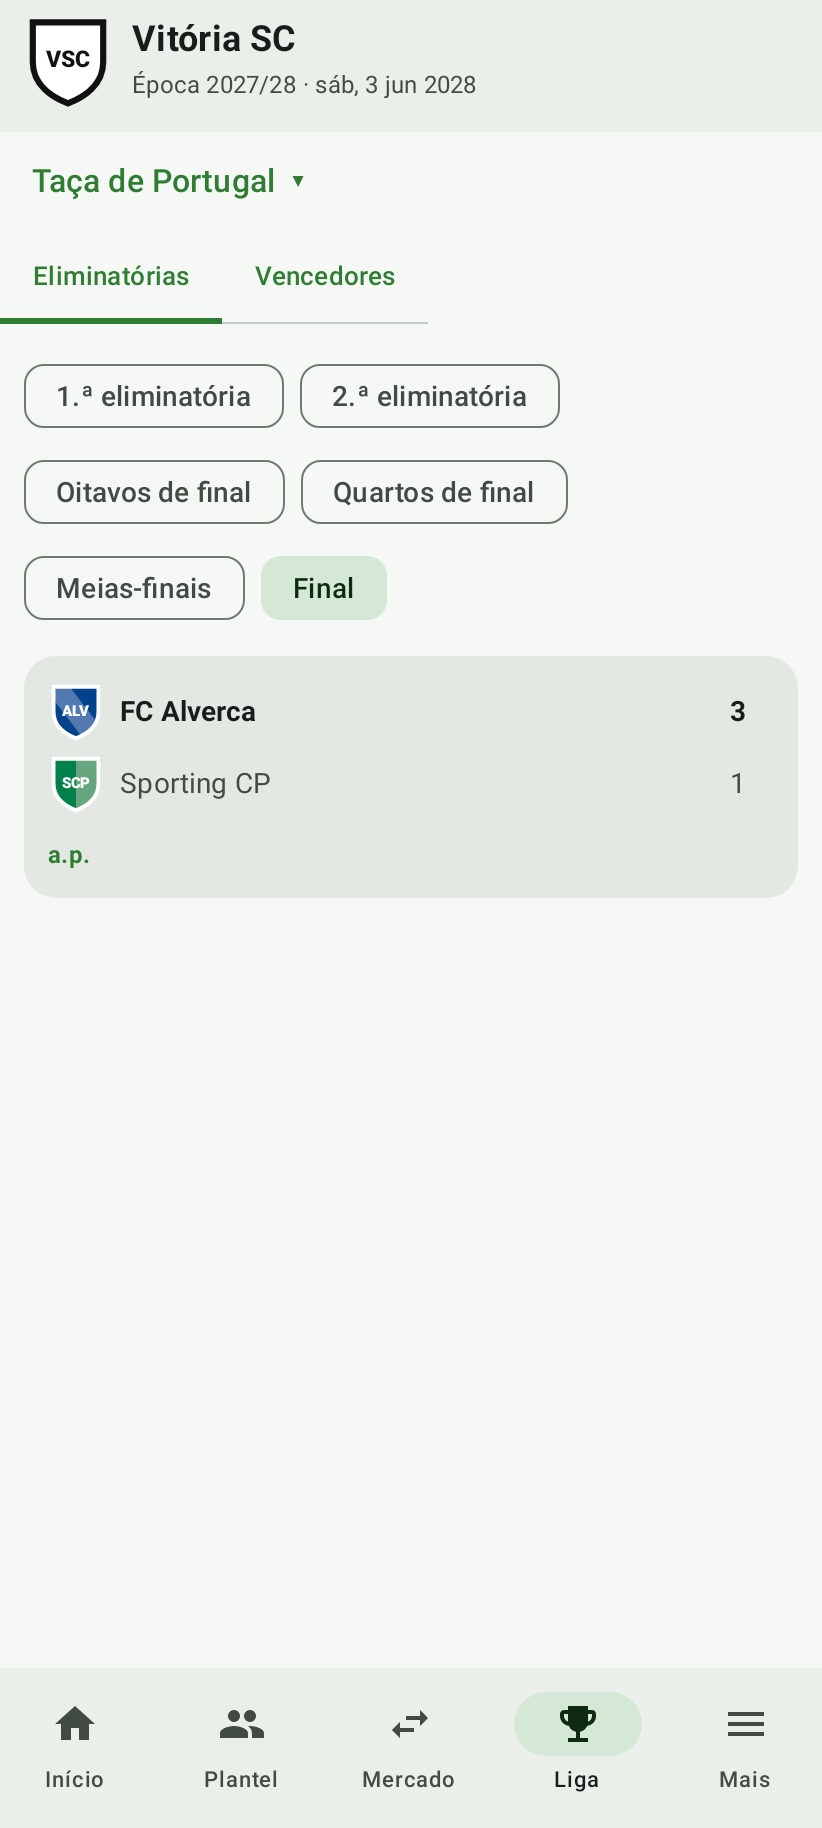 VSC
Vitória SC
Época 2027/28 · sáb, 3 jun 2028
Taça de Portugal ▼
Eliminatórias Vencedores
1.ª eliminatória 2.ª eliminatória
Oitavos de final Quartos de final
Meias-finais Final
ALV FC Alverca 3
SCP Sporting CP 1
a.p.
Início Plantel Mercado Liga Mais